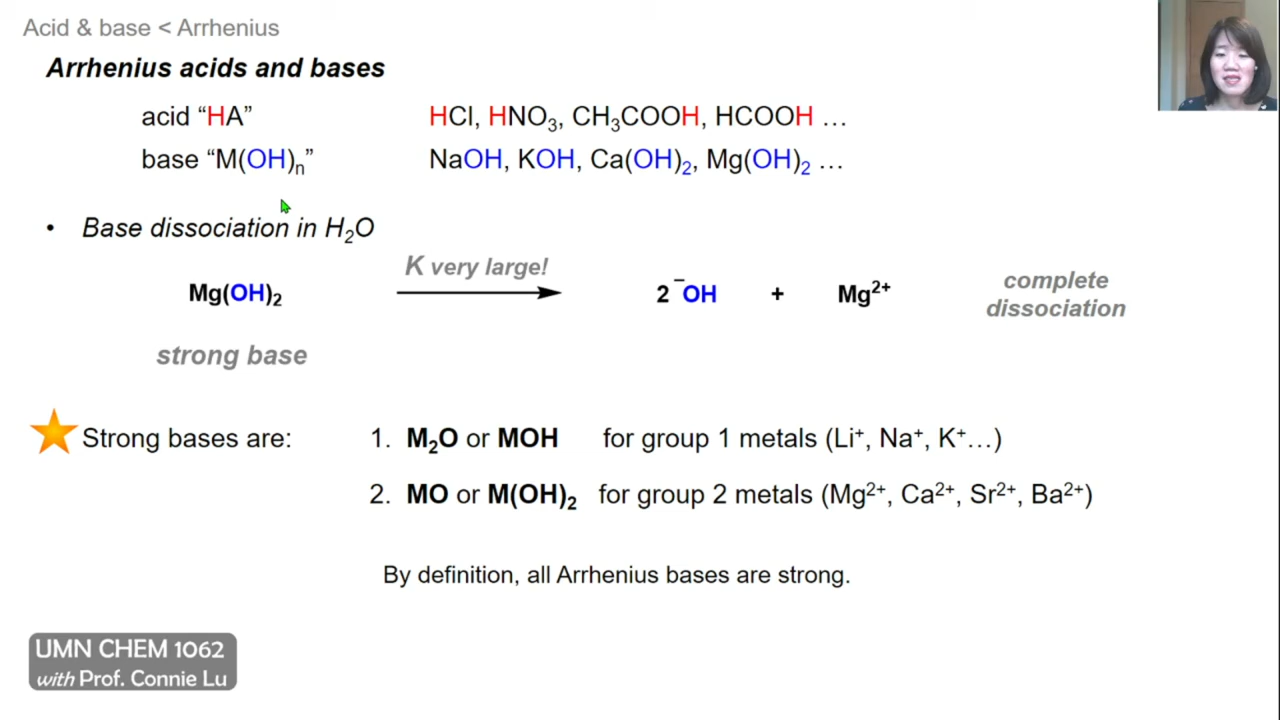 Acid & base < Arrhenius
Arrhenius acids and bases
acid “HA” HCl, HNO₃, CH₃COOH, HCOOH …
base “M(OH)ₙ” NaOH, KOH, Ca(OH)₂, Mg(OH)₂ …
• Base dissociation in H₂O
K very large!
Mg(OH)₂ → 2 ⁻OH + Mg²⁺ complete dissociation
strong base
Strong bases are: 1. M₂O or MOH for group 1 metals (Li⁺, Na⁺, K⁺…)
2. MO or M(OH)₂ for group 2 metals (Mg²⁺, Ca²⁺, Sr²⁺, Ba²⁺)
By definition, all Arrhenius bases are strong.
UMN CHEM 1062
with Prof. Connie Lu